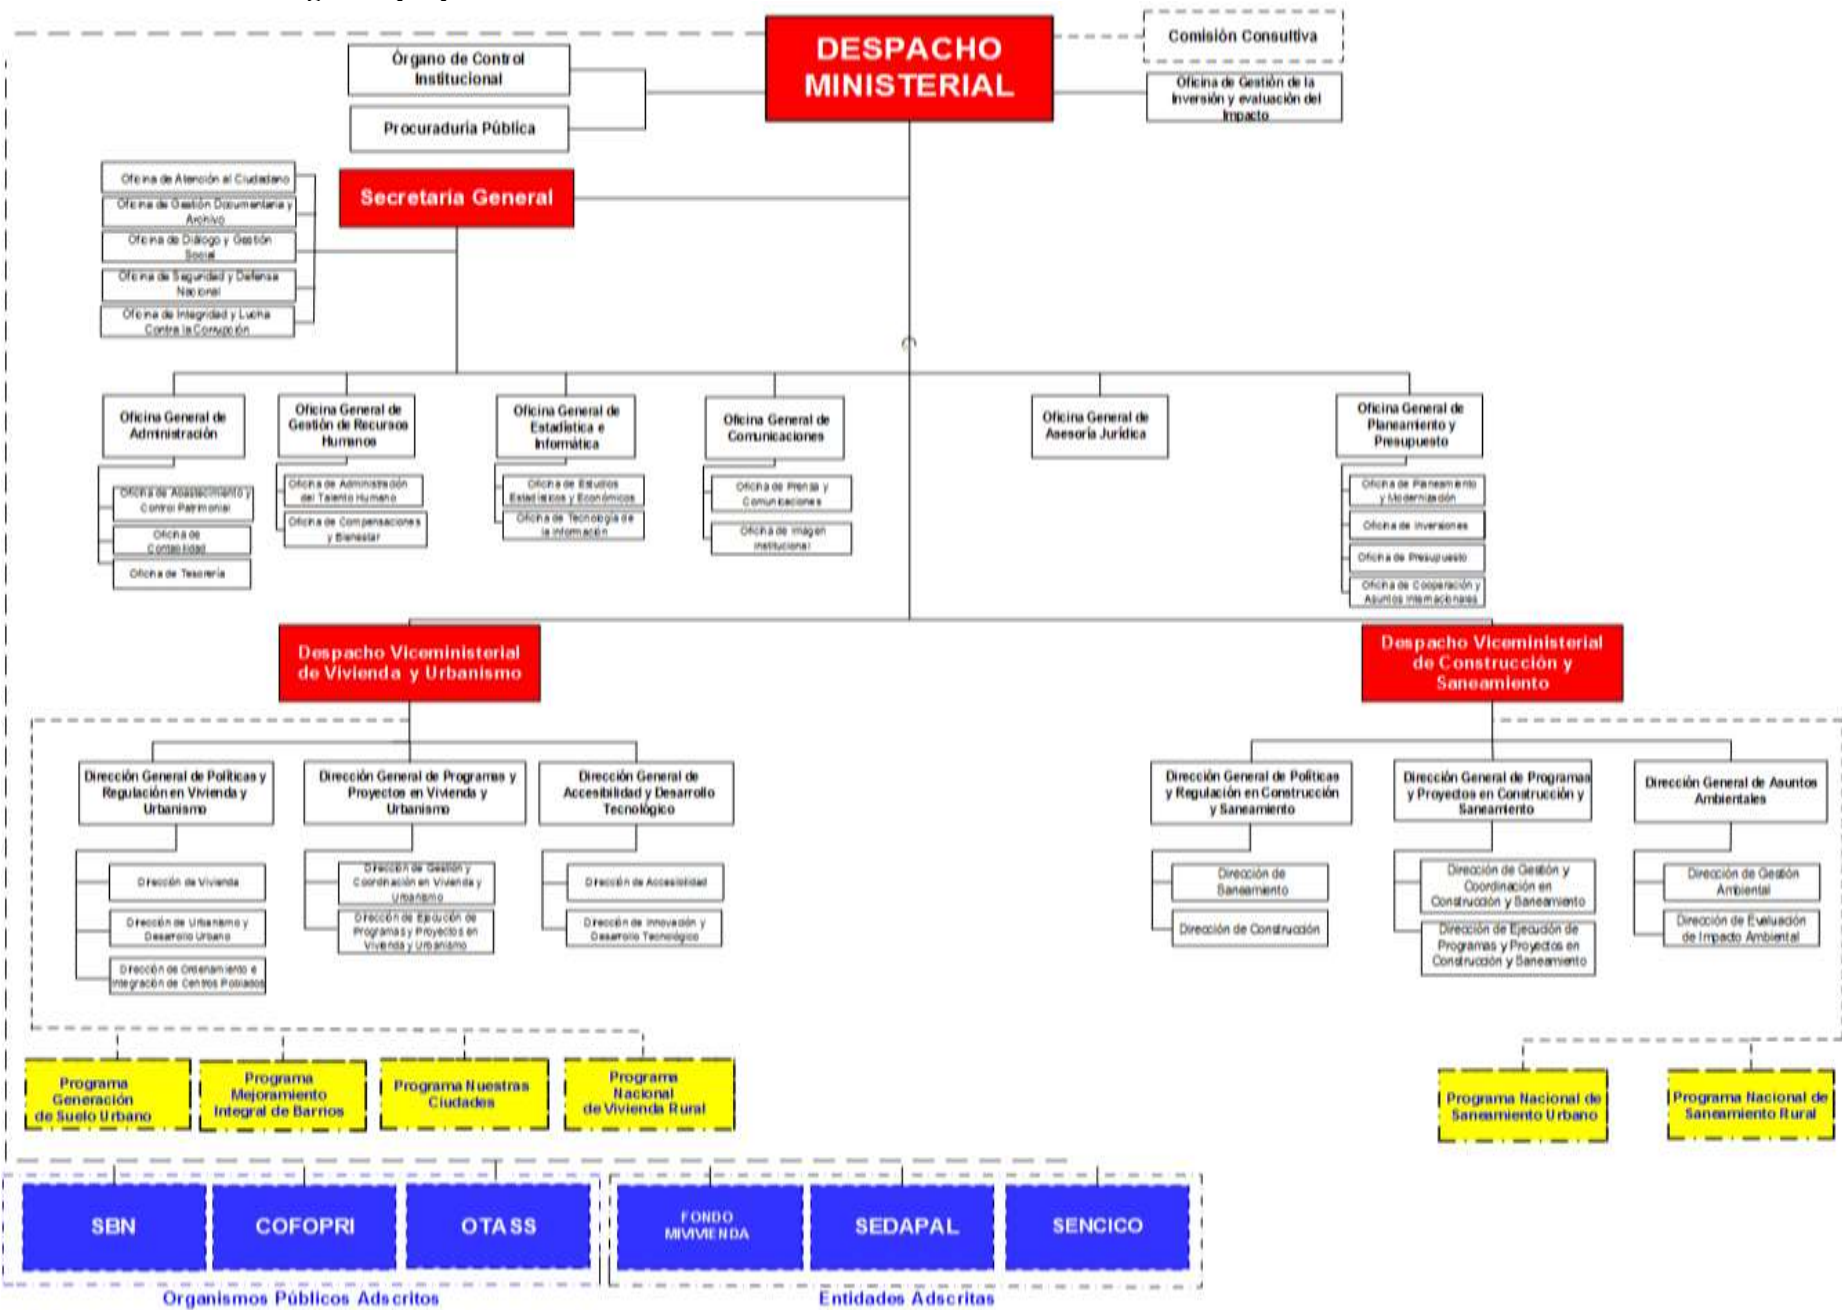 DESPACHO
MINISTERIAL
Comisión Consultiva
Oficina de Gestión de la
Inversión y evaluación del
Impacto
Órgano de Control
Institucional
Procuraduría Pública
Secretaría General
Oficina de Atención al Ciudadano
Oficina de Gestión Documentaria y
Archivo
Oficina de Diálogo y Gestión
Social
Oficina de Seguridad y Defensa
Nacional
Oficina de Integridad y Lucha
Contra la Corrupción
Oficina General de
Administración
Oficina de Abastecimiento y
Control Patrimonial
Oficina de
Contabilidad
Oficina de Tesorería
Oficina General de
Gestión de Recursos
Humanos
Oficina de Administración
del Talento Humano
Oficina de Compensaciones
y Bienestar
Oficina General de
Estadística e
Informática
Oficina de Estudios
Estadísticos y Económicos
Oficina de Tecnología de
la Información
Oficina General de
Comunicaciones
Oficina de Prensa y
Comunicaciones
Oficina de Imagen
Institucional
Oficina General de
Asesoría Jurídica
Oficina General de
Planeamiento y
Presupuesto
Oficina de Planeamiento
y Modernización
Oficina de Inversiones
Oficina de Presupuesto
Oficina de Cooperación y
Asuntos Internacionales
Despacho Viceministerial
de Vivienda y Urbanismo
Despacho Viceministerial
de Construcción y
Saneamiento
Dirección General de Políticas y
Regulación en Vivienda y
Urbanismo
Dirección de Vivienda
Dirección de Urbanismo y
Desarrollo Urbano
Dirección de Ordenamiento e
Integración de Centros Poblados
Dirección General de Programas y
Proyectos en Vivienda y
Urbanismo
Dirección de Gestión y
Coordinación en Vivienda y
Urbanismo
Dirección de Ejecución de
Programas y Proyectos en
Vivienda y Urbanismo
Dirección General de
Accesibilidad y Desarrollo
Tecnológico
Dirección de Accesibilidad
Dirección de Innovación y
Desarrollo Tecnológico
Dirección General de Políticas
y Regulación en Construcción
y Saneamiento
Dirección de
Saneamiento
Dirección de Construcción
Dirección General de Programas
y Proyectos en Construcción y
Saneamiento
Dirección de Gestión y
Coordinación en
Construcción y Saneamiento
Dirección de Ejecución de
Programas y Proyectos en
Construcción y Saneamiento
Dirección General de Asuntos
Ambientales
Dirección de Gestión
Ambiental
Dirección de Evaluación
de Impacto Ambiental
Programa
Generación
de Suelo Urbano
Programa
Mejoramiento
Integral de Barrios
Programa Nuestras
Ciudades
Programa
Nacional
de Vivienda Rural
Programa Nacional de
Saneamiento Urbano
Programa Nacional de
Saneamiento Rural
SBN
COFOPRI
OTASS
FONDO
MIVIVIENDA
SEDAPAL
SENCICO
Organismos Públicos Adscritos
Entidades Adscritas